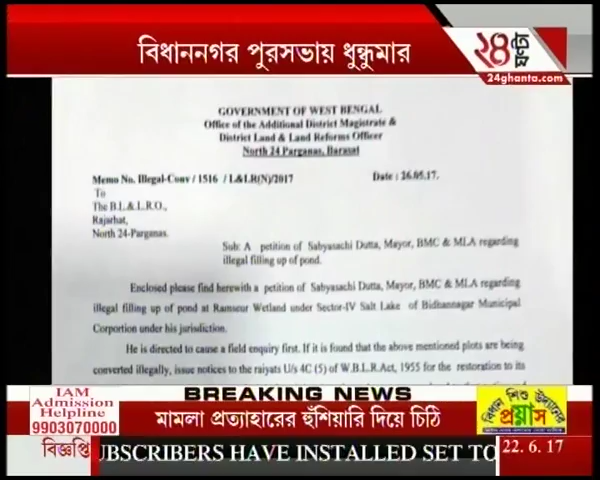 বিধাননগর পুরসভায় ধুন্ধুমার
২৪ ঘণ্টা
24ghanta.com
GOVERNMENT OF WEST BENGAL
Office of the Additional District Magistrate &
District Land & Land Reforms Officer
North 24 Parganas, Barasat
Memo No. Illegal-Conv / 1516 / L&LR(N)/2017 Date : 26.05.17.
To
The B.L.& L.R.O.,
Rajarhat,
North 24-Parganas.
Sub: A petition of Sabyasachi Dutta, Mayor, BMC & MLA regarding
illegal filling up of pond.
Enclosed please find herewith a petition of Sabyasachi Dutta, Mayor, BMC & MLA regarding
illegal filling up of pond at Ramseur Wetland under Sector-IV Salt Lake of Bidhannagar Municipal
Corportion under his jurisdiction.
He is directed to cause a field enquiry first. If it is found that the above mentioned plots are being
converted illegally, issue notices to the raiyats U/s 4C (5) of W.B.L.R.Act, 1955 for the restoration to its
BREAKING NEWS
IAM
Admission
Helpline
9903070000
মামলা প্রত্যাহারের হুঁশিয়ারি দিয়ে চিঠি
বিধান শিশু উদ্যানের
প্রয়াস
বিজ্ঞপ্তি
UBSCRIBERS HAVE INSTALLED SET TO
22. 6. 17